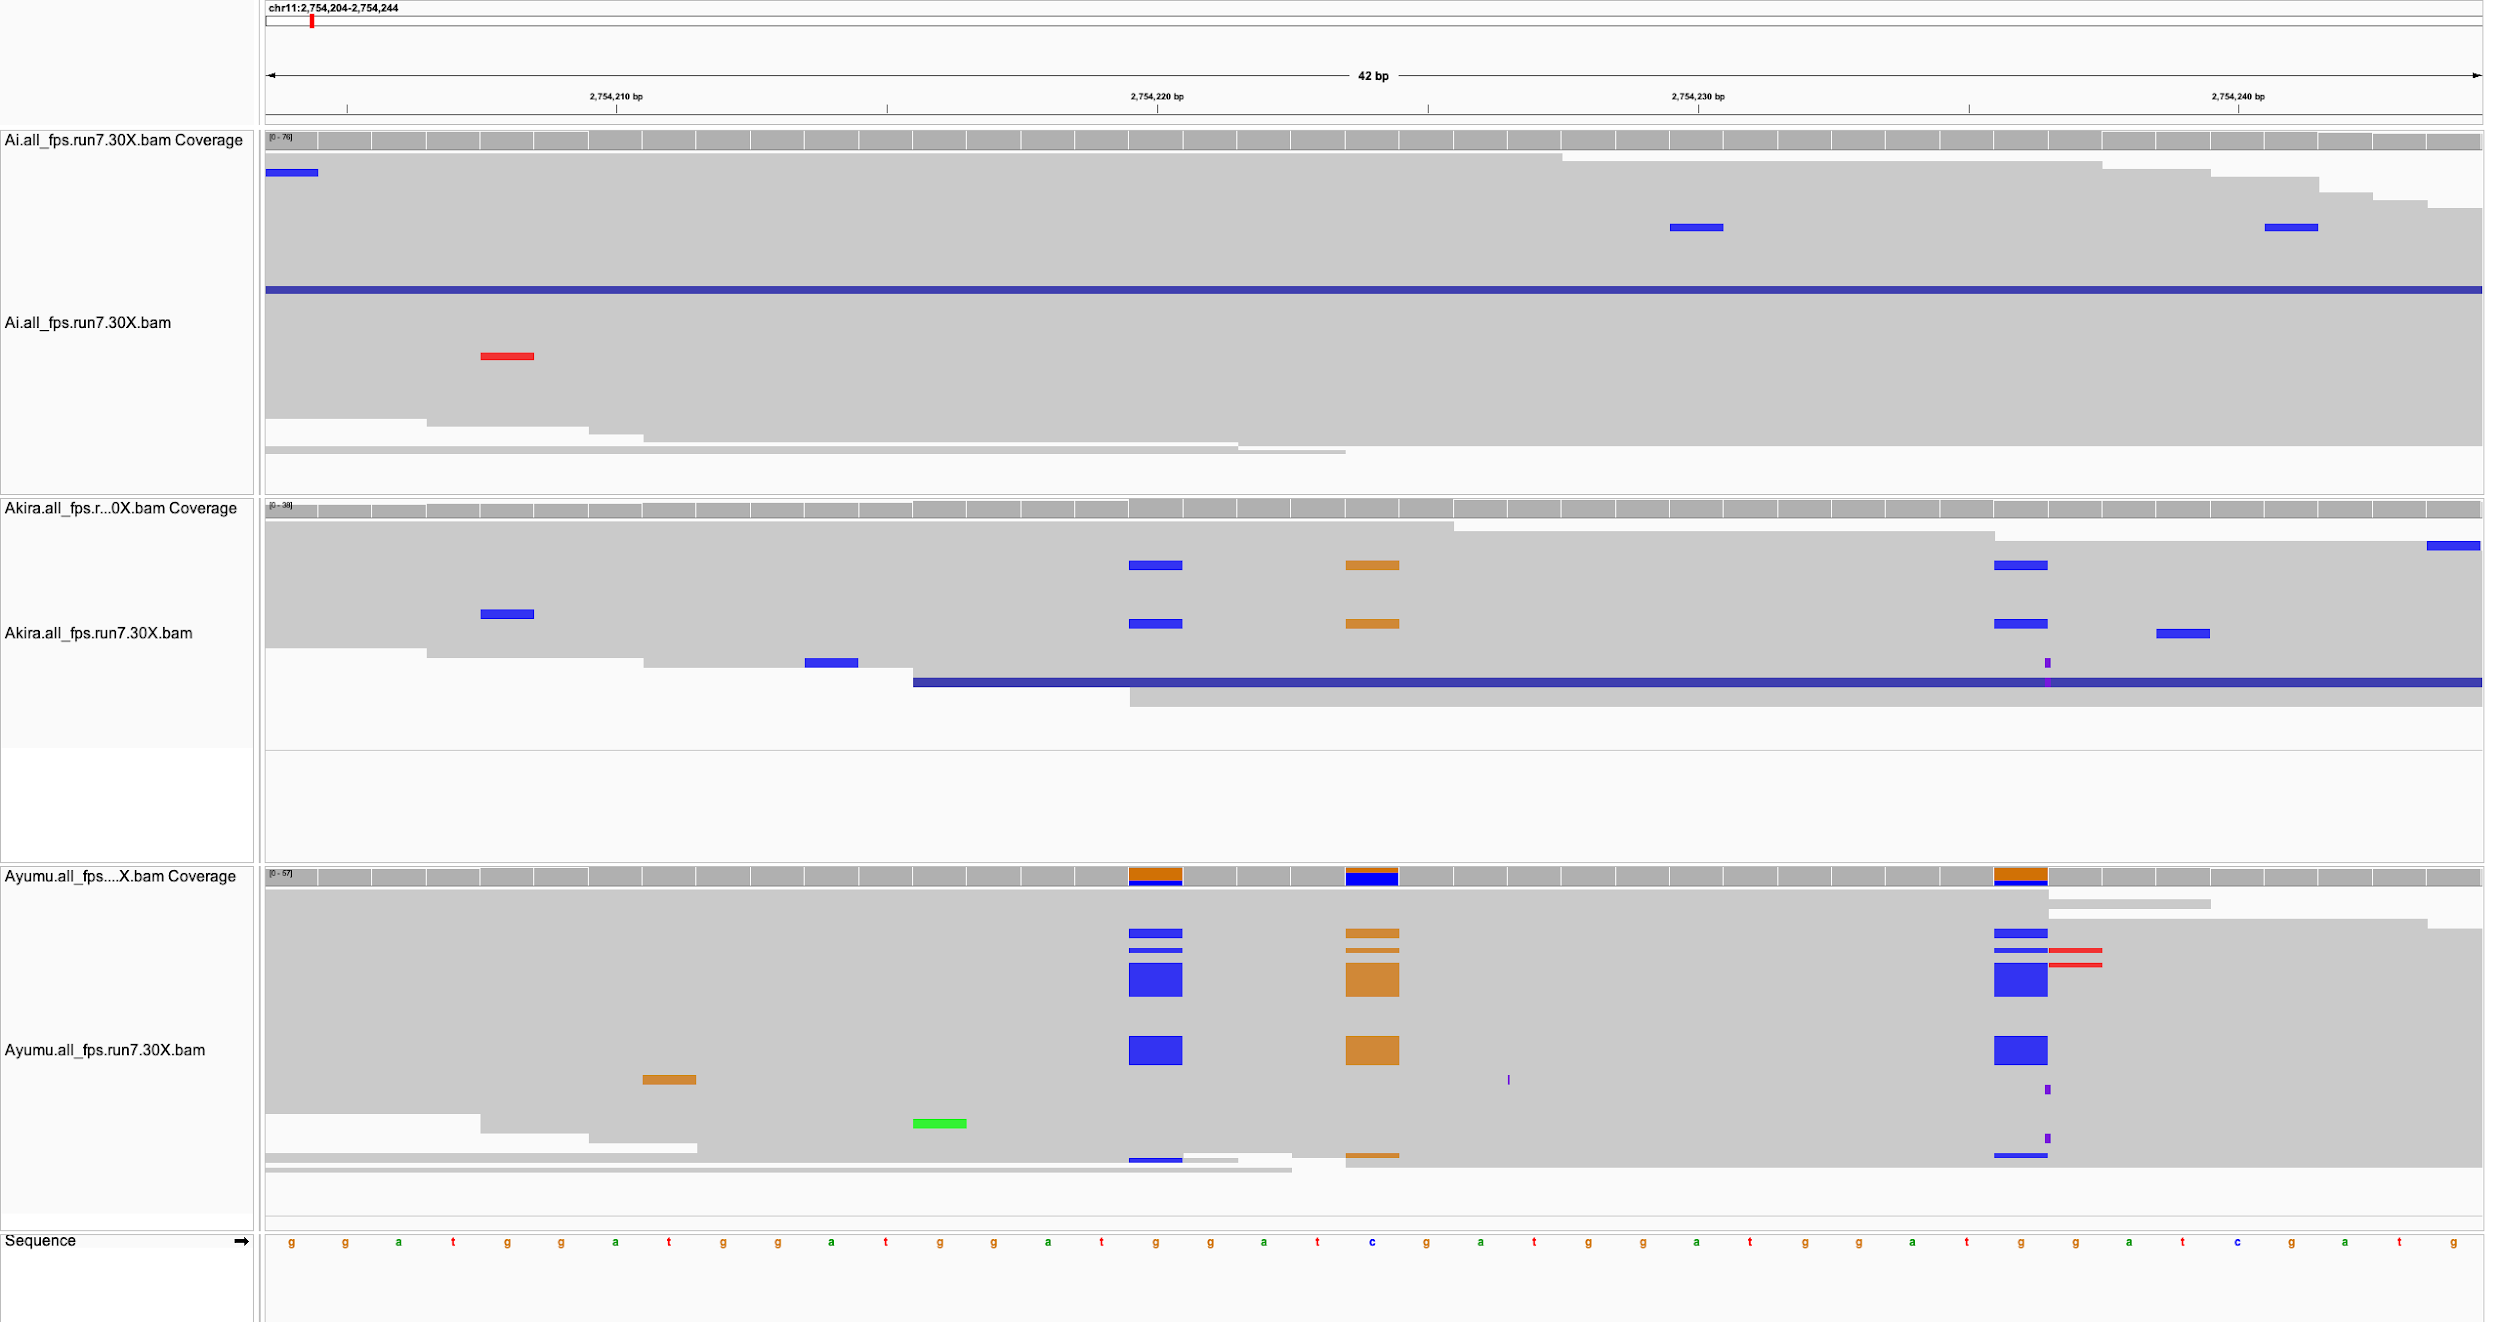 chr11:2,754,204-2,754,244
42 bp
2,754,210 bp 2,754,220 bp 2,754,230 bp 2,754,240 bp
Ai.all_fps.run7.30X.bam Coverage
[0 - 76]
Ai.all_fps.run7.30X.bam
Akira.all_fps.r...0X.bam Coverage
[0 - 39]
Akira.all_fps.run7.30X.bam
Ayumu.all_fps....X.bam Coverage
[0 - 57]
Ayumu.all_fps.run7.30X.bam
Sequence g g a t g g a t g g a t g g a t g g a t c g a t g g a t g g a t g g a t c g a t g